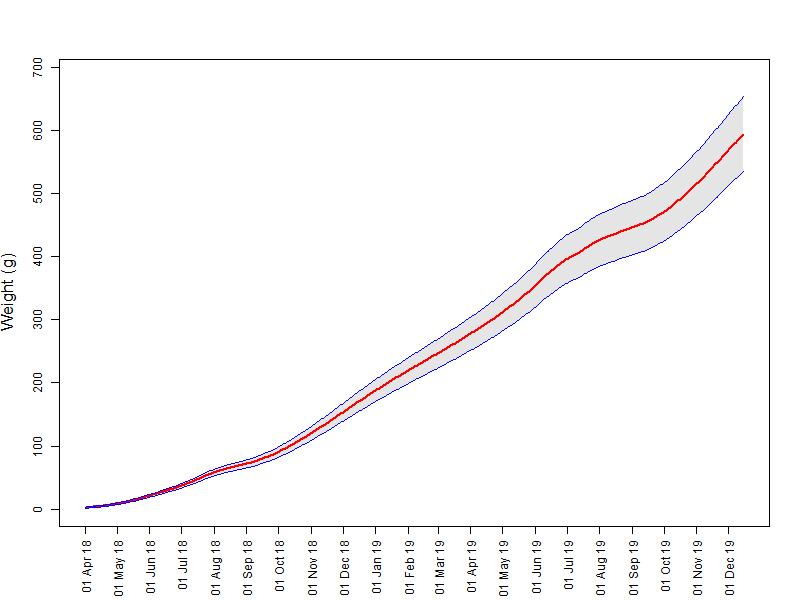 700
600
500
400
300
200
100
0
Weight (g)
01 Apr 18
01 May 18
01 Jun 18
01 Jul 18
01 Aug 18
01 Sep 18
01 Oct 18
01 Nov 18
01 Dec 18
01 Jan 19
01 Feb 19
01 Mar 19
01 Apr 19
01 May 19
01 Jun 19
01 Jul 19
01 Aug 19
01 Sep 19
01 Oct 19
01 Nov 19
01 Dec 19